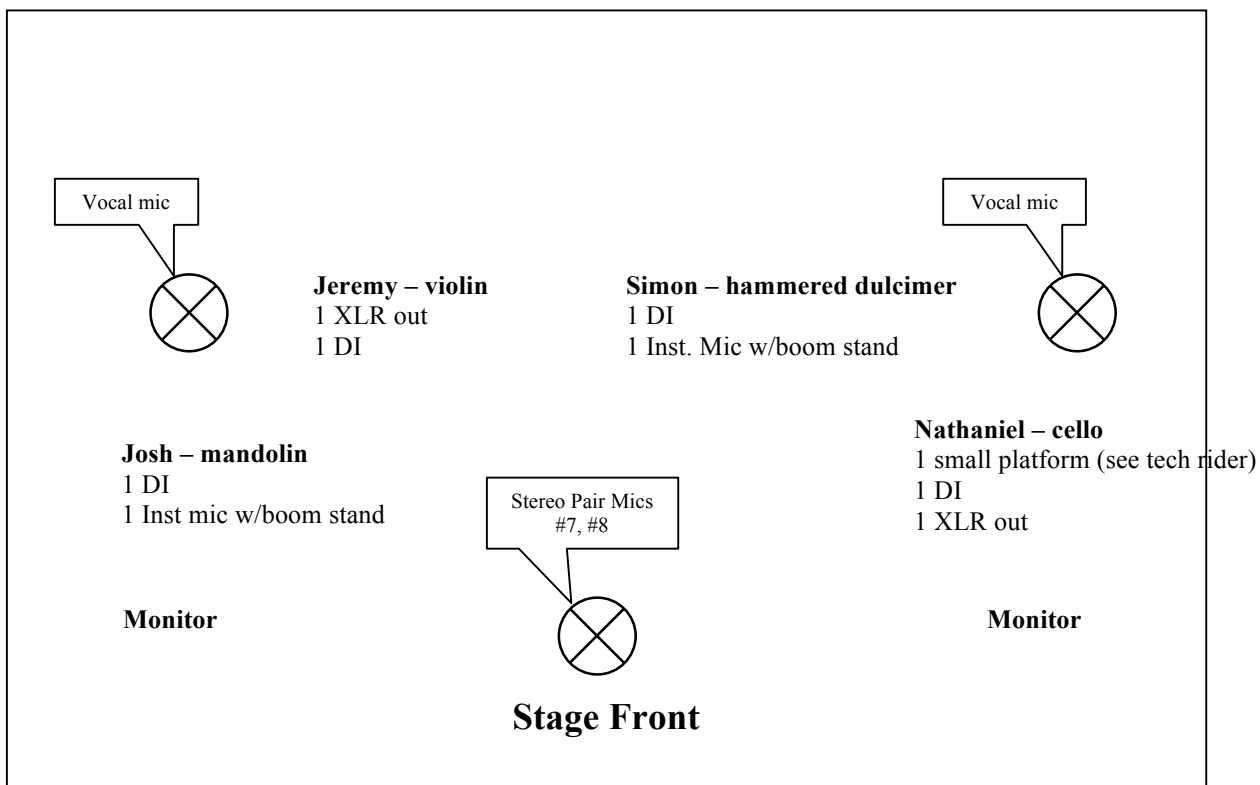 Vocal mic
Vocal mic
Jeremy – violin
1 XLR out
1 DI
Simon – hammered dulcimer
1 DI
1 Inst. Mic w/boom stand
Josh – mandolin
1 DI
1 Inst mic w/boom stand
Nathaniel – cello
1 small platform (see tech rider)
1 DI
1 XLR out
Stereo Pair Mics
#7, #8
Monitor
Monitor
Stage Front